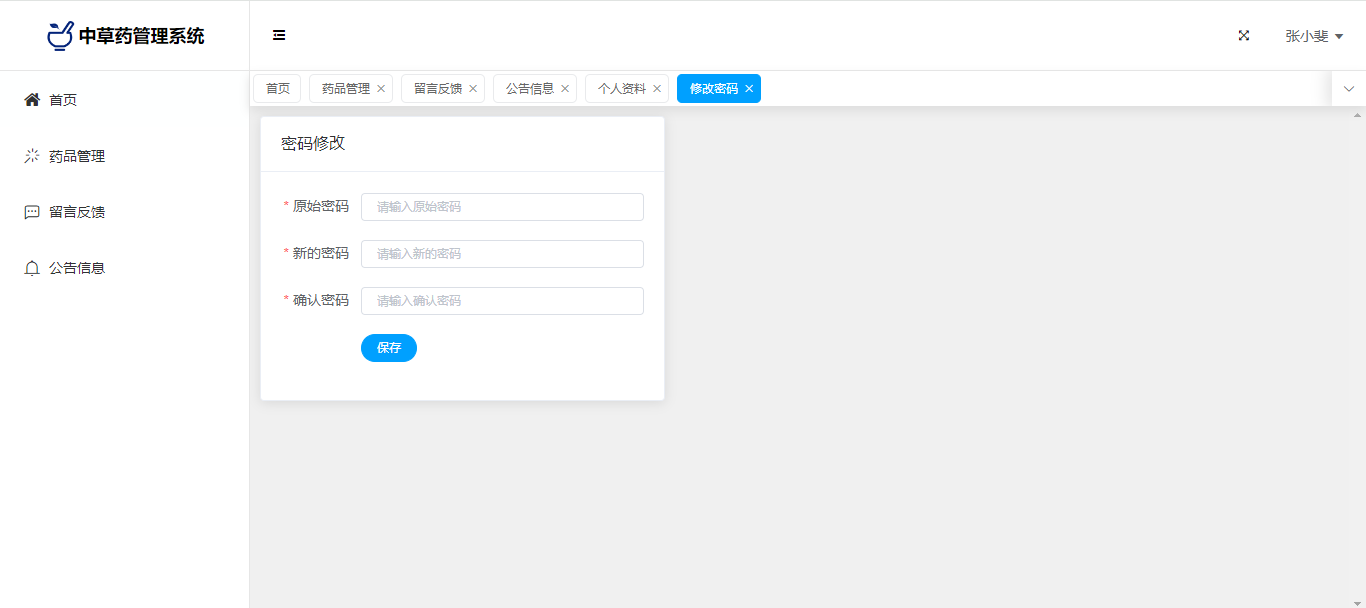 中草药管理系统
张小斐
首页
药品管理
留言反馈
公告信息
首页
药品管理
留言反馈
公告信息
个人资料
修改密码
密码修改
* 原始密码 请输入原始密码
* 新的密码 请输入新的密码
* 确认密码 请输入确认密码
保存